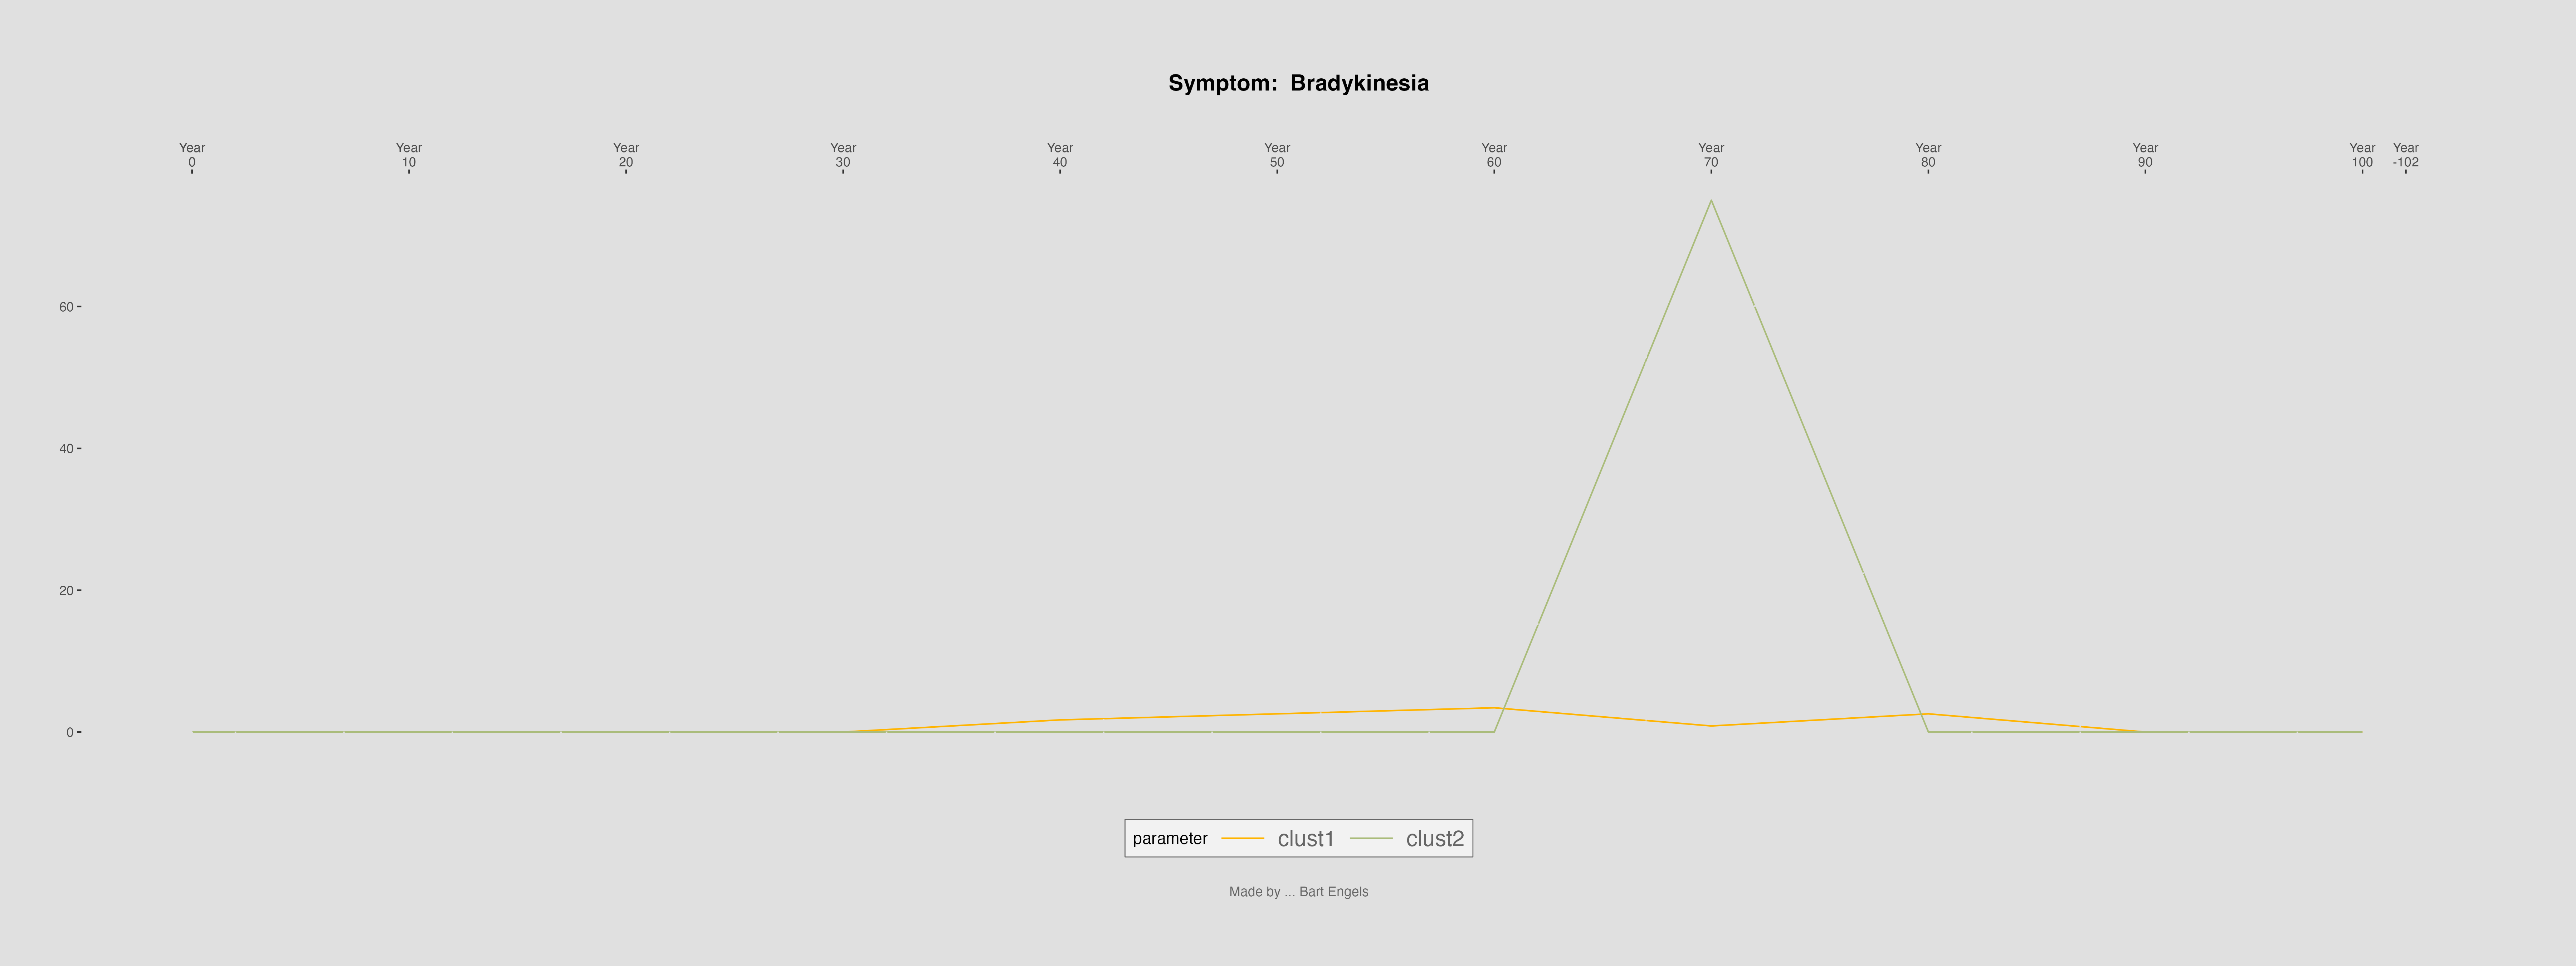 Symptom:  Bradykinesia
Year Year Year Year Year Year Year Year Year Year Year Year
0 10 20 30 40 50 60 70 80 90 100 -102
60
40
20
0
parameter clust1 clust2
Made by ... Bart Engels